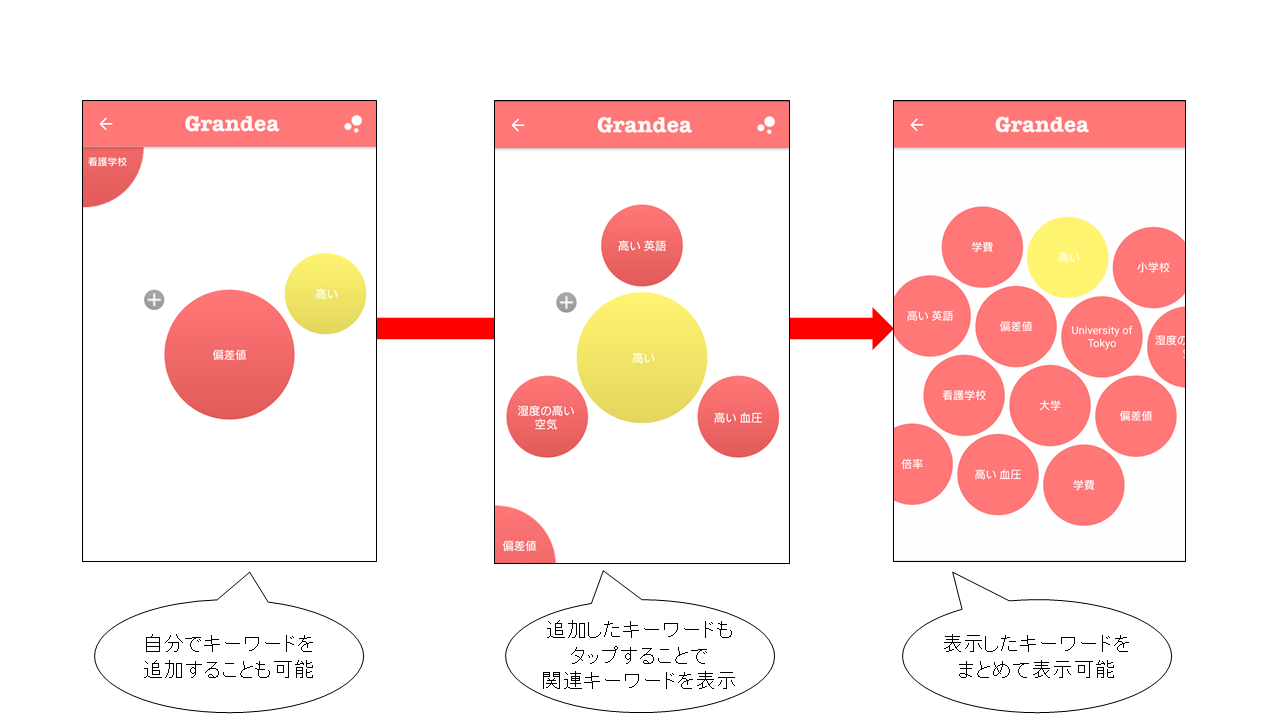 Grandea
看護学校
高い
偏差値
自分でキーワードを
追加することも可能
Grandea
高い 英語
高い
湿度の高い
空気
高い 血圧
偏差値
追加したキーワードも
タップすることで
関連キーワードを表示
Grandea
学費
高い
小学校
高い 英語
偏差値
University of
Tokyo
湿度の
看護学校
大学
偏差値
倍率
高い 血圧
学費
表示したキーワードを
まとめて表示可能